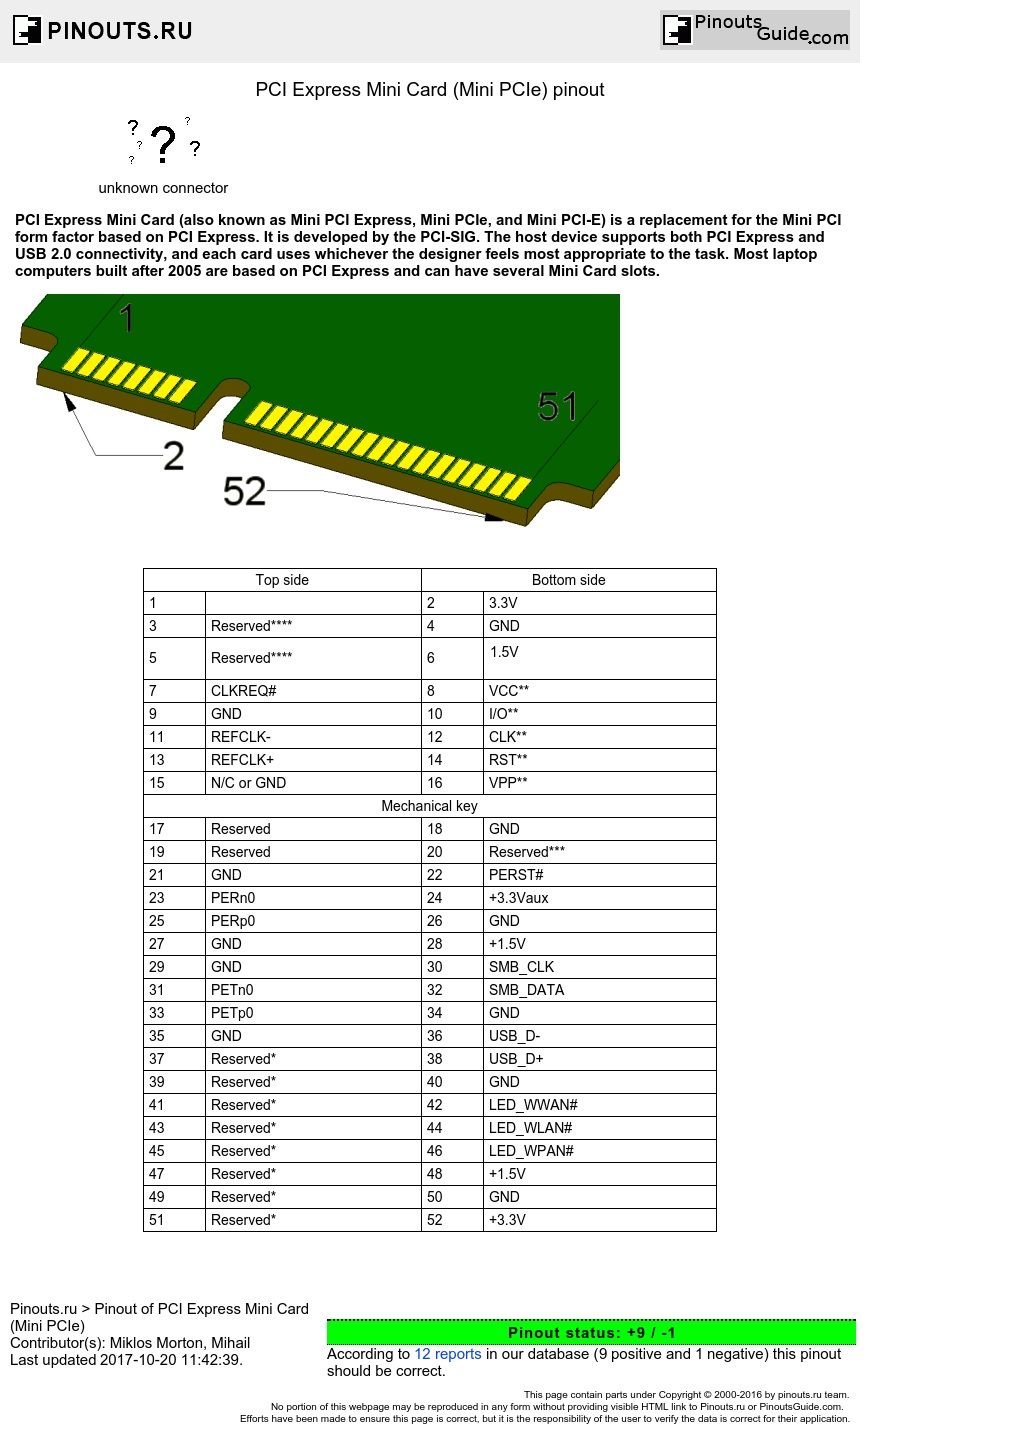 PINOUTS.RU
Pinouts
Guide.com
PCI Express Mini Card (Mini PCIe) pinout
? ? ? ? ? ?
unknown connector
PCI Express Mini Card (also known as Mini PCI Express, Mini PCIe, and Mini PCI-E) is a replacement for the Mini PCI
form factor based on PCI Express. It is developed by the PCI-SIG. The host device supports both PCI Express and
USB 2.0 connectivity, and each card uses whichever the designer feels most appropriate to the task. Most laptop
computers built after 2005 are based on PCI Express and can have several Mini Card slots.
1
51
2
52
Top side Bottom side
1 2 3.3V
3 Reserved**** 4 GND
5 Reserved**** 6 1.5V
7 CLKREQ# 8 VCC**
9 GND 10 I/O**
11 REFCLK- 12 CLK**
13 REFCLK+ 14 RST**
15 N/C or GND 16 VPP**
Mechanical key
17 Reserved 18 GND
19 Reserved 20 Reserved***
21 GND 22 PERST#
23 PERn0 24 +3.3Vaux
25 PERp0 26 GND
27 GND 28 +1.5V
29 GND 30 SMB_CLK
31 PETn0 32 SMB_DATA
33 PETp0 34 GND
35 GND 36 USB_D-
37 Reserved* 38 USB_D+
39 Reserved* 40 GND
41 Reserved* 42 LED_WWAN#
43 Reserved* 44 LED_WLAN#
45 Reserved* 46 LED_WPAN#
47 Reserved* 48 +1.5V
49 Reserved* 50 GND
51 Reserved* 52 +3.3V
Pinouts.ru > Pinout of PCI Express Mini Card
(Mini PCIe)
Contributor(s): Miklos Morton, Mihail
Last updated 2017-10-20 11:42:39.
Pinout status: +9 / -1
According to 12 reports in our database (9 positive and 1 negative) this pinout
should be correct.
This page contain parts under Copyright © 2000-2016 by pinouts.ru team.
No portion of this webpage may be reproduced in any form without providing visible HTML link to Pinouts.ru or PinoutsGuide.com.
Efforts have been made to ensure this page is correct, but it is the responsibility of the user to verify the data is correct for their application.